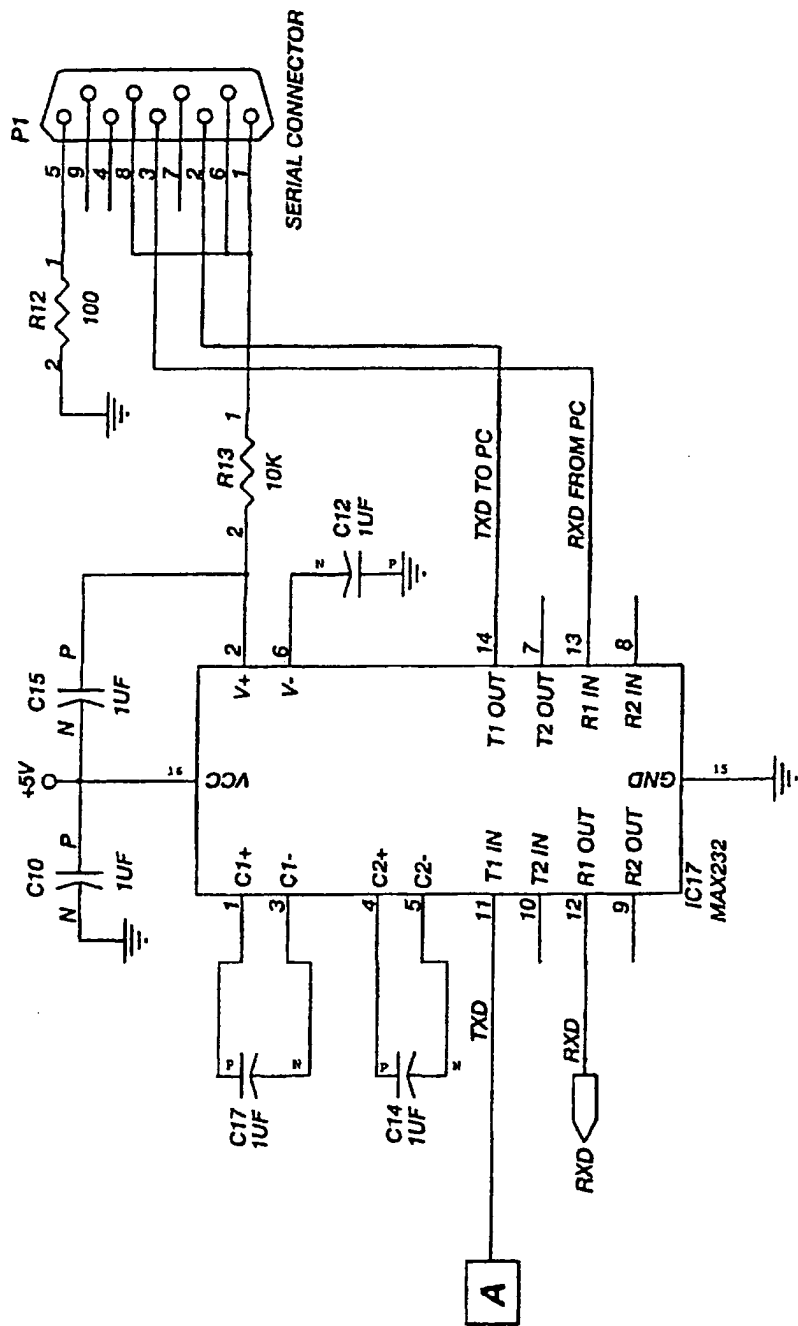 P1
5
9
4
8
3
7
2
6
1
SERIAL CONNECTOR
1
R12
100
2
1
R13
10K
2
C12
1UF
N
P
TXD TO PC
RXD FROM PC
+5V
P
C15
1UF
N
P
C10
1UF
N
16
VCC
2
V+
6
V-
14
T1 OUT
7
T2 OUT
13
R1 IN
8
R2 IN
15
GND
1
C1+
3
C1-
4
C2+
5
C2-
11
T1 IN
10
T2 IN
12
R1 OUT
9
R2 OUT
IC17
MAX232
P
N
C17
1UF
P
N
C14
1UF
TXD
RXD
RXD
A